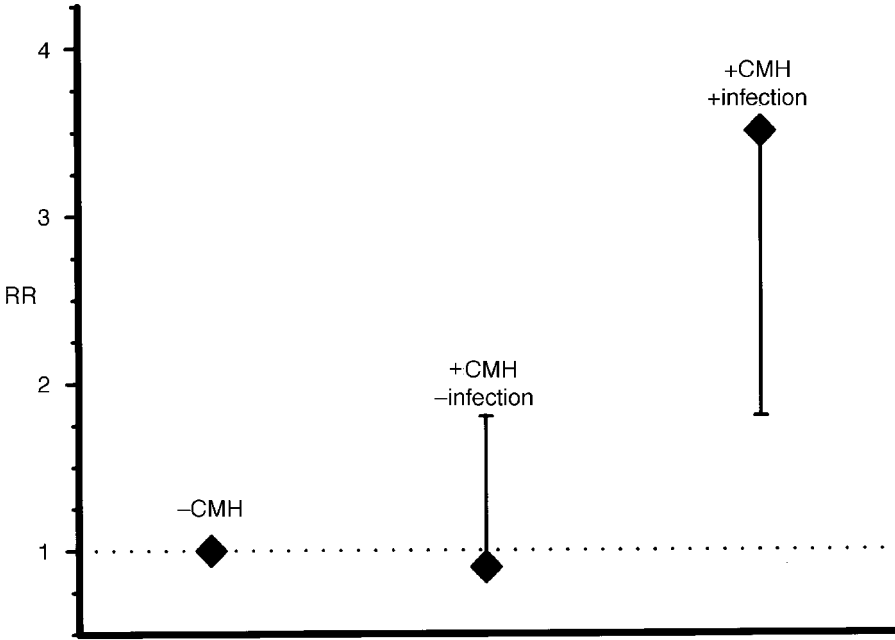 4
+CMH
+infection
3
RR
+CMH
–infection
2
–CMH
1